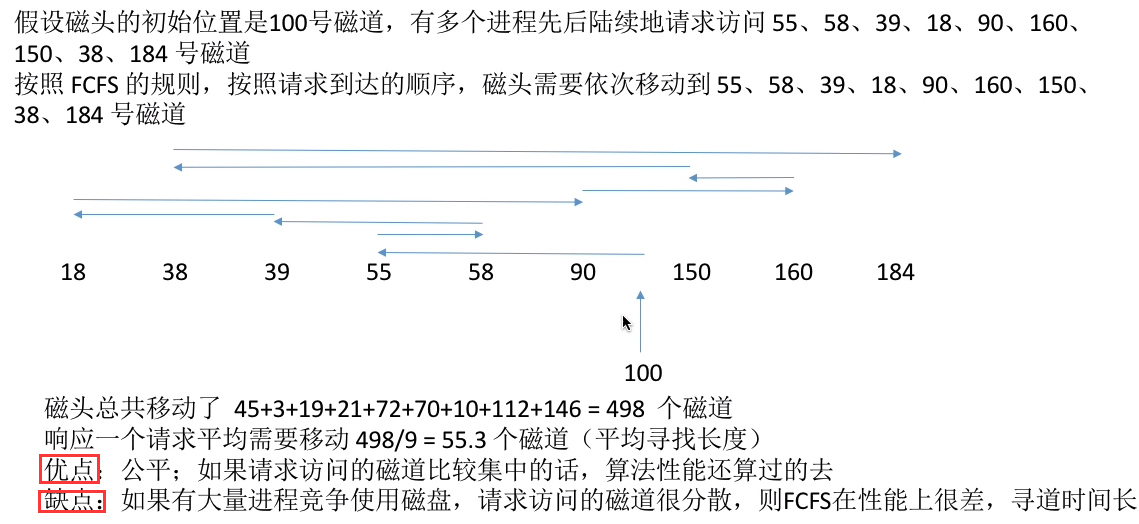 假设磁头的初始位置是100号磁道，有多个进程先后陆续地请求访问 55、58、39、18、90、160、
150、38、184 号磁道
按照 FCFS 的规则，按照请求到达的顺序，磁头需要依次移动到 55、58、39、18、90、160、150、
38、184 号磁道
18 38 39 55 58 90 150 160 184
100
磁头总共移动了 45+3+19+21+72+70+10+112+146 = 498 个磁道
响应一个请求平均需要移动 498/9 = 55.3 个磁道（平均寻找长度）
优点：公平；如果请求访问的磁道比较集中的话，算法性能还算过的去
缺点：如果有大量进程竞争使用磁盘，请求访问的磁道很分散，则FCFS在性能上很差，寻道时间长